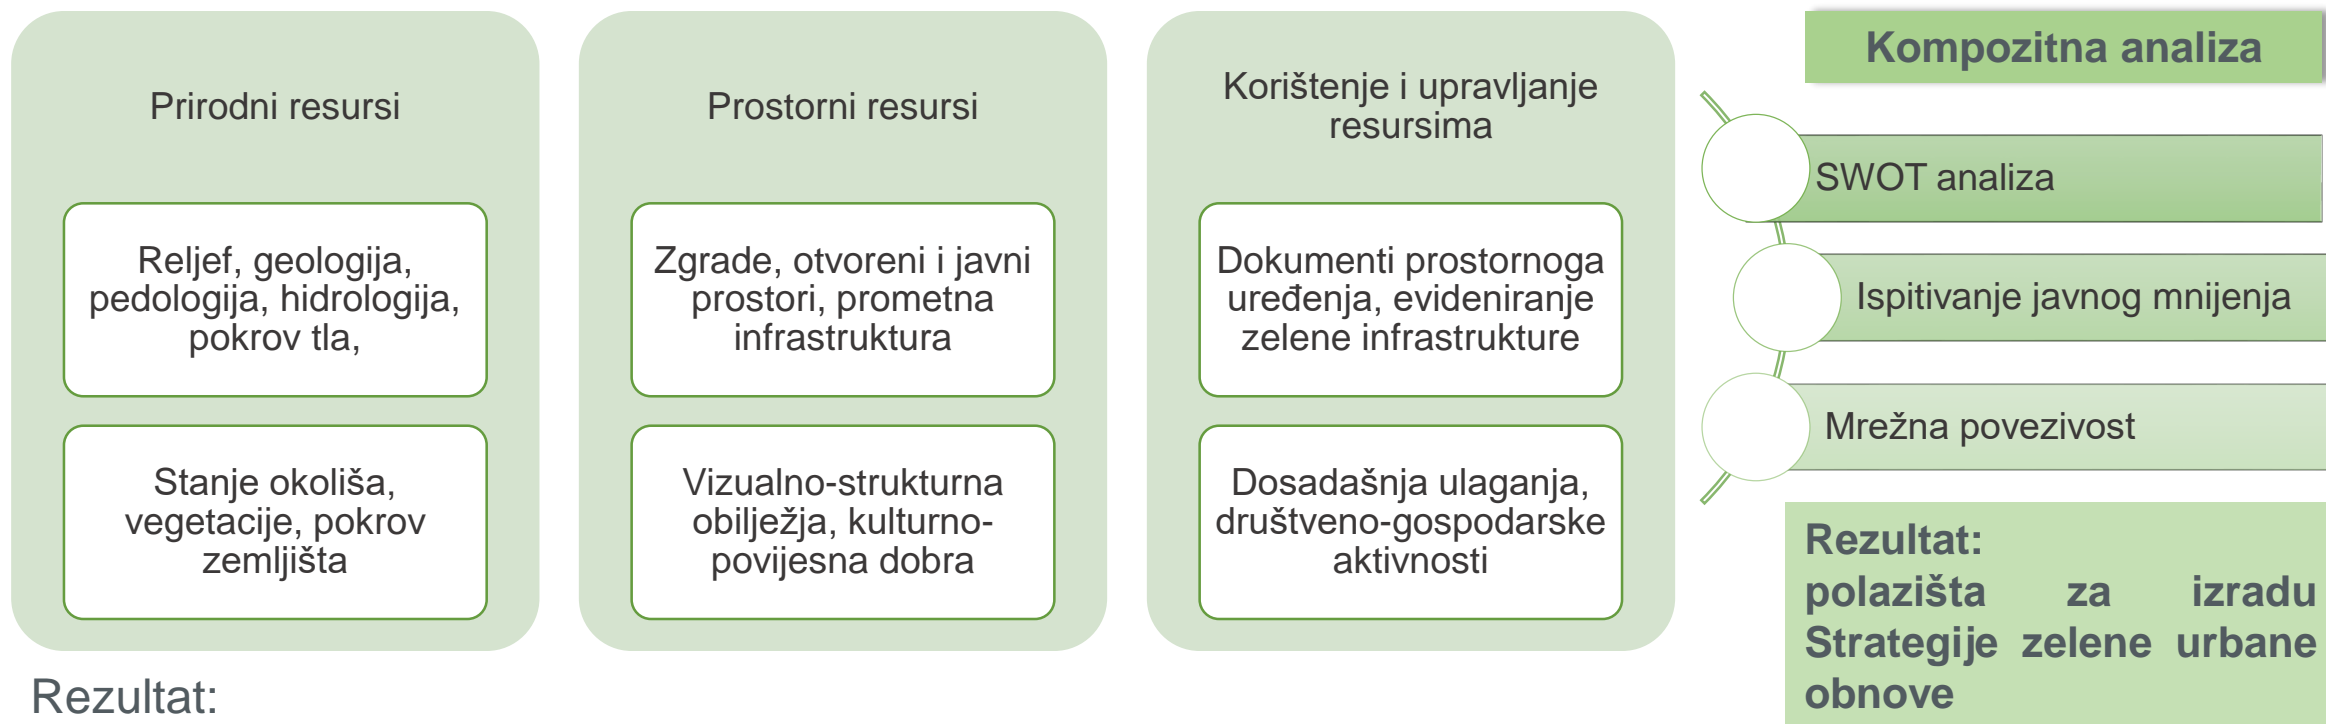 Prirodni resursi
Reljef, geologija,
pedologija, hidrologija,
pokrov tla,
Stanje okoliša,
vegetacije, pokrov
zemljišta
Prostorni resursi
Zgrade, otvoreni i javni
prostori, prometna
infrastruktura
Vizualno-strukturna
obilježja, kulturno-
povijesna dobra
Korištenje i upravljanje
resursima
Dokumenti prostornoga
uređenja, evideniranje
zelene infrastrukture
Dosadašnja ulaganja,
društveno-gospodarske
aktivnosti
Kompozitna analiza
SWOT analiza
Ispitivanje javnog mnijenja
Mrežna povezivost
Rezultat:
polazišta za izradu
Strategije zelene urbane
obnove
Rezultat: